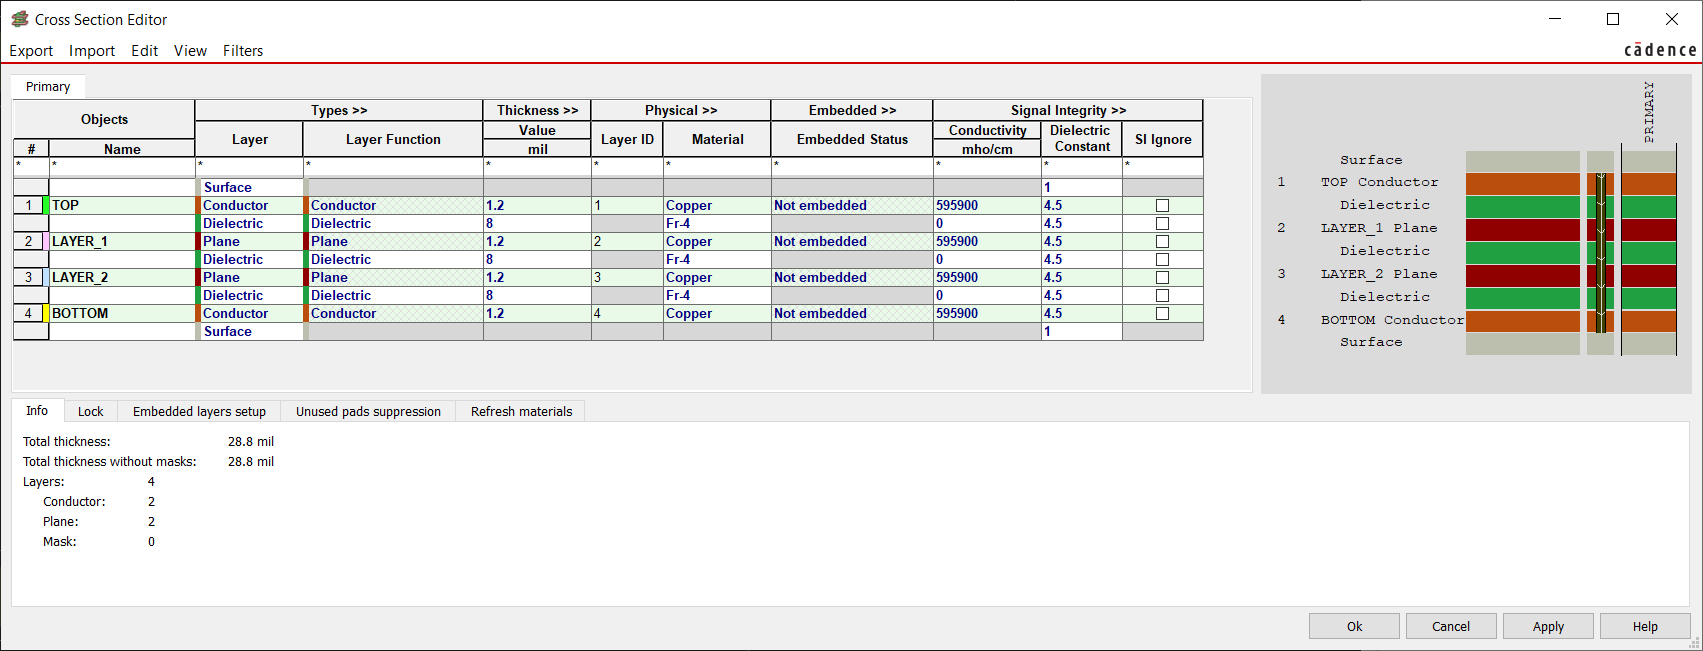 Cross Section Editor
Export Import Edit View Filters
cādence
Primary
Objects Types >> Thickness >> Physical >> Embedded >> Signal Integrity >>
Layer Layer Function Value Layer ID Material Embedded Status Conductivity Dielectric Constant SI Ignore
# Name mil mho/cm
* * * * * * * * * * *
Surface 1
1 TOP Conductor Conductor 1.2 1 Copper Not embedded 595900 4.5
Dielectric Dielectric 8 Fr-4 0 4.5
2 LAYER_1 Plane Plane 1.2 2 Copper Not embedded 595900 4.5
Dielectric Dielectric 8 Fr-4 0 4.5
3 LAYER_2 Plane Plane 1.2 3 Copper Not embedded 595900 4.5
Dielectric Dielectric 8 Fr-4 0 4.5
4 BOTTOM Conductor Conductor 1.2 4 Copper Not embedded 595900 4.5
Surface 1
PRIMARY
Surface
1 TOP Conductor
Dielectric
2 LAYER_1 Plane
Dielectric
3 LAYER_2 Plane
Dielectric
4 BOTTOM Conductor
Surface
Info Lock Embedded layers setup Unused pads suppression Refresh materials
Total thickness: 28.8 mil
Total thickness without masks: 28.8 mil
Layers: 4
Conductor: 2
Plane: 2
Mask: 0
Ok Cancel Apply Help